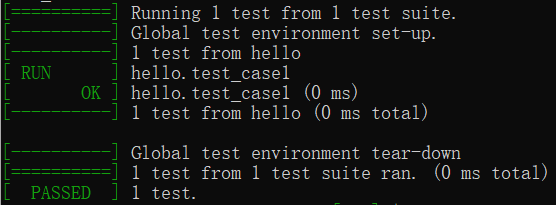 [==========] Running 1 test from 1 test suite.
[----------] Global test environment set-up.
[----------] 1 test from hello
[ RUN      ] hello.test_case1
[       OK ] hello.test_case1 (0 ms)
[----------] 1 test from hello (0 ms total)
[----------] Global test environment tear-down
[==========] 1 test from 1 test suite ran. (0 ms total)
[  PASSED  ] 1 test.